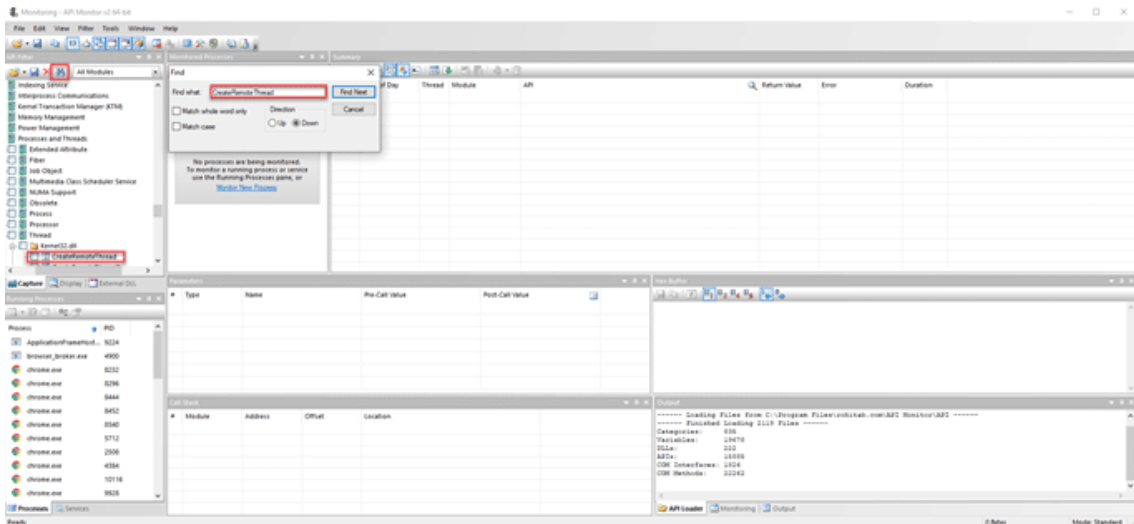 Monitoring - API Monitor v2 64-bit
File Edit View Filter Tools Window Help
API Filter
Monitored Processes
Summary
All Modules
Indexing Service
Interprocess Communications
Kernel Transaction Manager (KTM)
Memory Management
Power Management
Processes and Threads
Extended Attribute
Fiber
Job Object
Multimedia Class Scheduler Service
NUMA Support
Obsolete
Process
Processor
Thread
Kernel32.dll
CreateRemoteThread
Capture Display External DLL
Find
Find what: CreateRemoteThread
Find Next
Match whole word only
Match case
Direction
Up Down
Cancel
No processes are being monitored.
To monitor a running process or service
use the Running Processes pane, or
Monitor New Process
of Day Thread Module API Return Value Error Duration
Running Processes
Process PID
ApplicationFrameHost... 9224
browser_broker.exe 4900
chrome.exe 8232
chrome.exe 8296
chrome.exe 8444
chrome.exe 8452
chrome.exe 8540
chrome.exe 5712
chrome.exe 2508
chrome.exe 4384
chrome.exe 10116
chrome.exe 9928
Processes Services
Parameters
# Type Name Pre-Call Value Post-Call Value
Call Stack
# Module Address Offset Location
Hex Buffer
Output
------ Loading Files from C:\Program Files\rohitab.com\API Monitor\API ------
------ Finished Loading 2119 Files ------
Categories:
Variables:
DLLs:
APIs:
COM Interfaces:
COM Methods:
API Loader Monitoring Output
Ready
0 Bytes
Mode: Standard